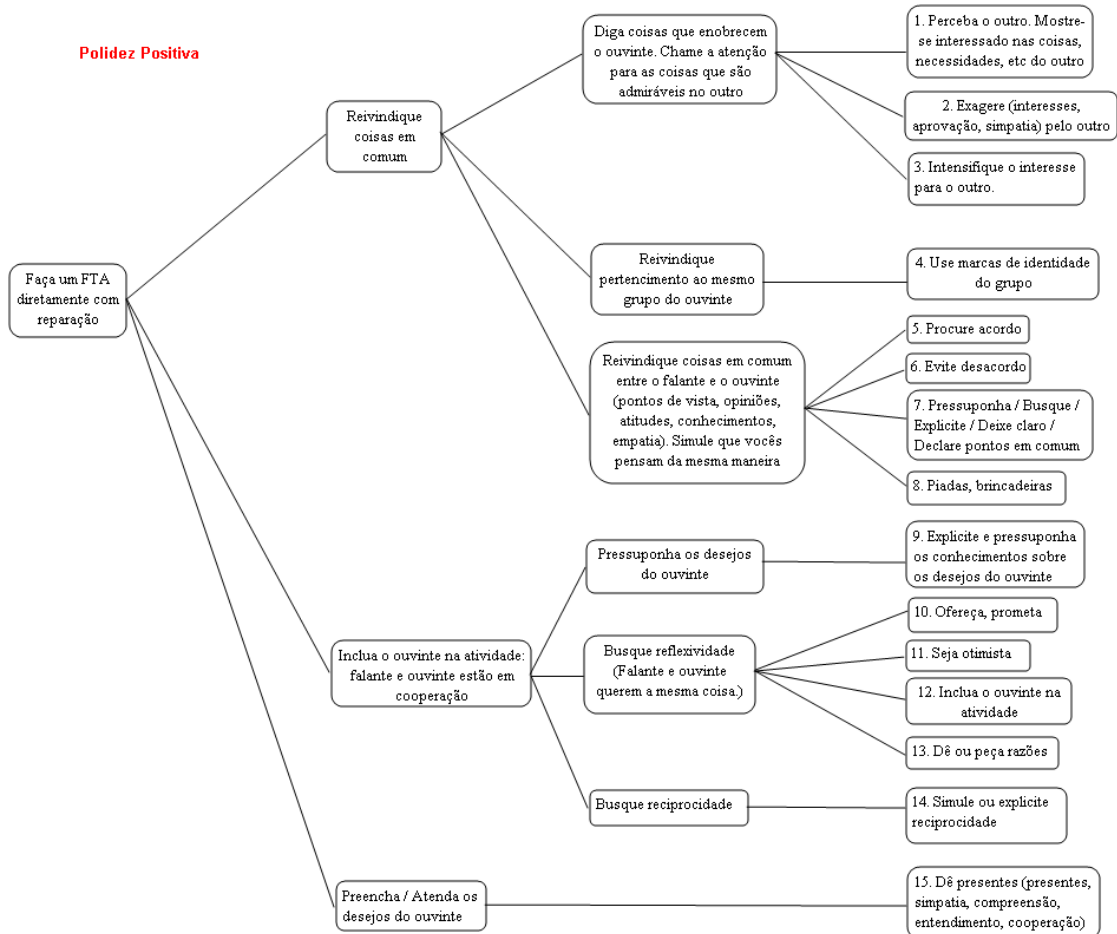 Polidez Positiva
Faça um FTA
diretamente com
reparação
Reivindique
coisas em
comum
Diga coisas que enobrecem
o ouvinte. Chame a atenção
para as coisas que são
admiráveis no outro
1. Perceba o outro. Mostre-
se interessado nas coisas,
necessidades, etc do outro
2. Exagere (interesses,
aprovação, simpatia) pelo outro
3. Intensifique o interesse
para o outro.
Reivindique
pertencimento ao mesmo
grupo do ouvinte
4. Use marcas de identidade
do grupo
Reivindique coisas em comum
entre o falante e o ouvinte
(pontos de vista, opiniões,
atitudes, conhecimentos,
empatia). Simule que vocês
pensam da mesma maneira
5. Procure acordo
6. Evite desacordo
7. Pressuponha / Busque /
Explicite / Deixe claro /
Declare pontos em comum
8. Piadas, brincadeiras
Inclua o ouvinte na atividade:
falante e ouvinte estão em
cooperação
Pressuponha os desejos
do ouvinte
9. Explicite e pressuponha
os conhecimentos sobre
os desejos do ouvinte
Busque reflexividade
(Falante e ouvinte
querem a mesma coisa.)
10. Ofereça, prometa
11. Seja otimista
12. Inclua o ouvinte na
atividade
13. Dê ou peça razões
Busque reciprocidade
14. Simule ou explicite
reciprocidade
Preencha / Atenda os
desejos do ouvinte
15. Dê presentes (presentes,
simpatia, compreensão,
entendimento, cooperação)